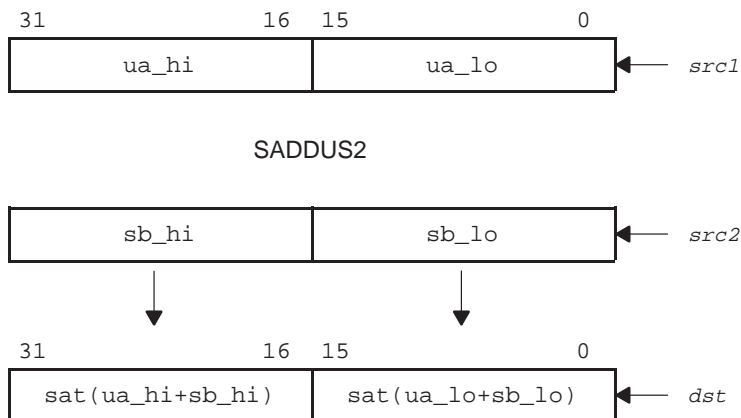 31 16 15 0
ua_hi ua_lo src1
SADDUS2
sb_hi sb_lo src2
31 16 15 0
sat(ua_hi+sb_hi) sat(ua_lo+sb_lo) dst